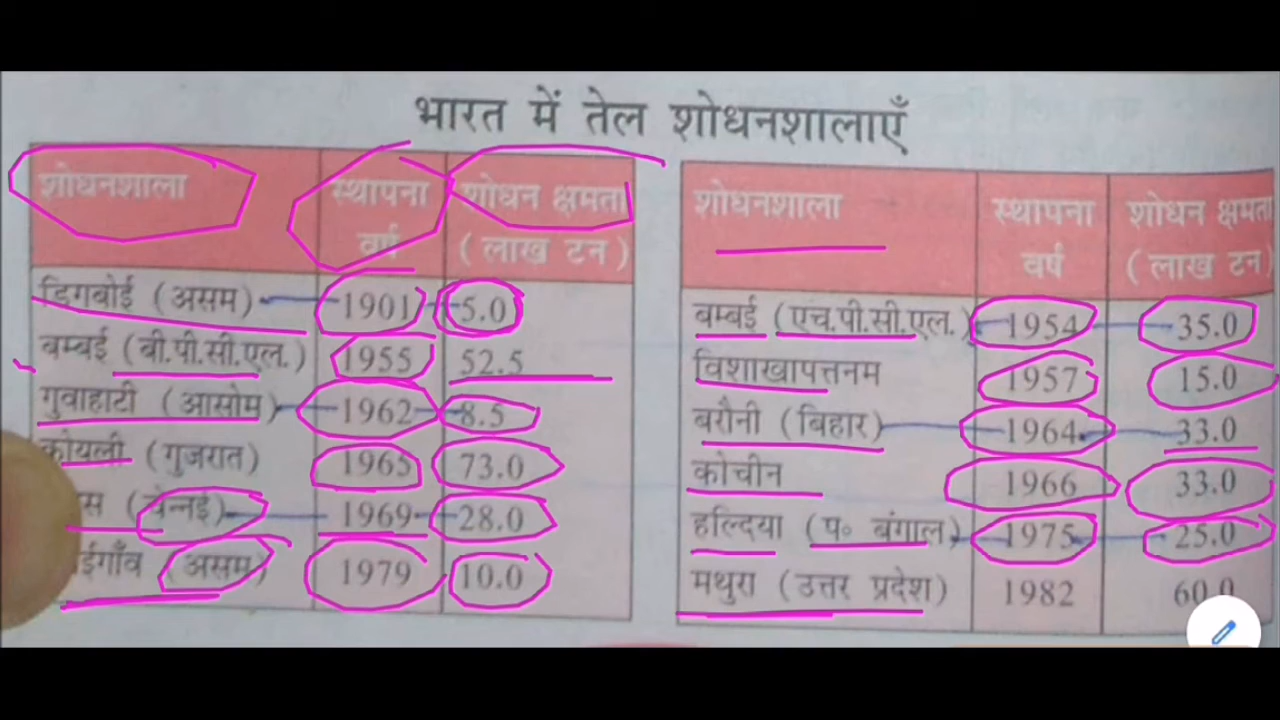 भारत में तेल शोधनशालाएँ
शोधनशाला स्थापना वर्ष शोधन क्षमता (लाख टन)
डिगबोई (असम) 1901 5.0
बम्बई (बी.पी.सी.एल.) 1955 52.5
गुवाहाटी (आसोम) 1962 8.5
कोयली (गुजरात) 1965 73.0
(चेन्नई) 1969 28.0
(असम) 1979 10.0
शोधनशाला स्थापना वर्ष शोधन क्षमता (लाख टन)
बम्बई (एच.पी.सी.एल.) 1954 35.0
विशाखापत्तनम 1957 15.0
बरौनी (बिहार) 1964 33.0
कोचीन 1966 33.0
हल्दिया (प॰ बंगाल) 1975 25.0
मथुरा (उत्तर प्रदेश) 1982 60.0